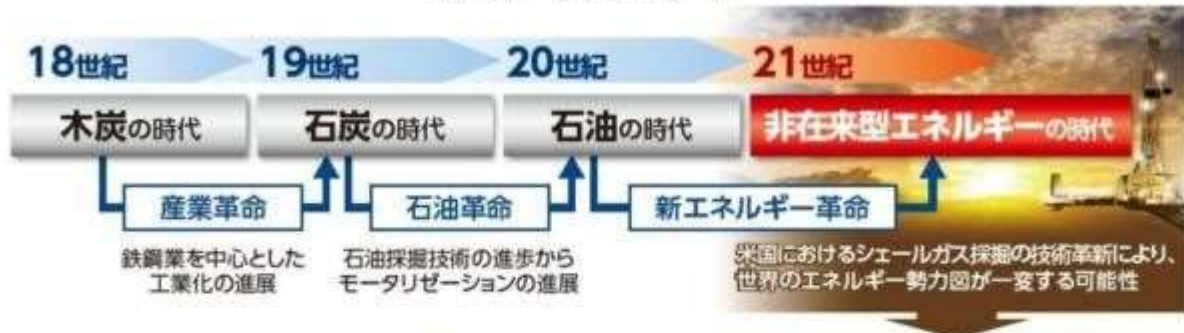 18世紀
19世紀
20世紀
21世紀
木炭の時代
石炭の時代
石油の時代
非在来型エネルギーの時代
産業革命
石油革命
新エネルギー革命
鉄鋼業を中心とした
工業化の進展
石油採掘技術の進歩から
モータリゼーションの進展
米国におけるシェールガス採掘の技術革新により、
世界のエネルギー勢力図が一変する可能性